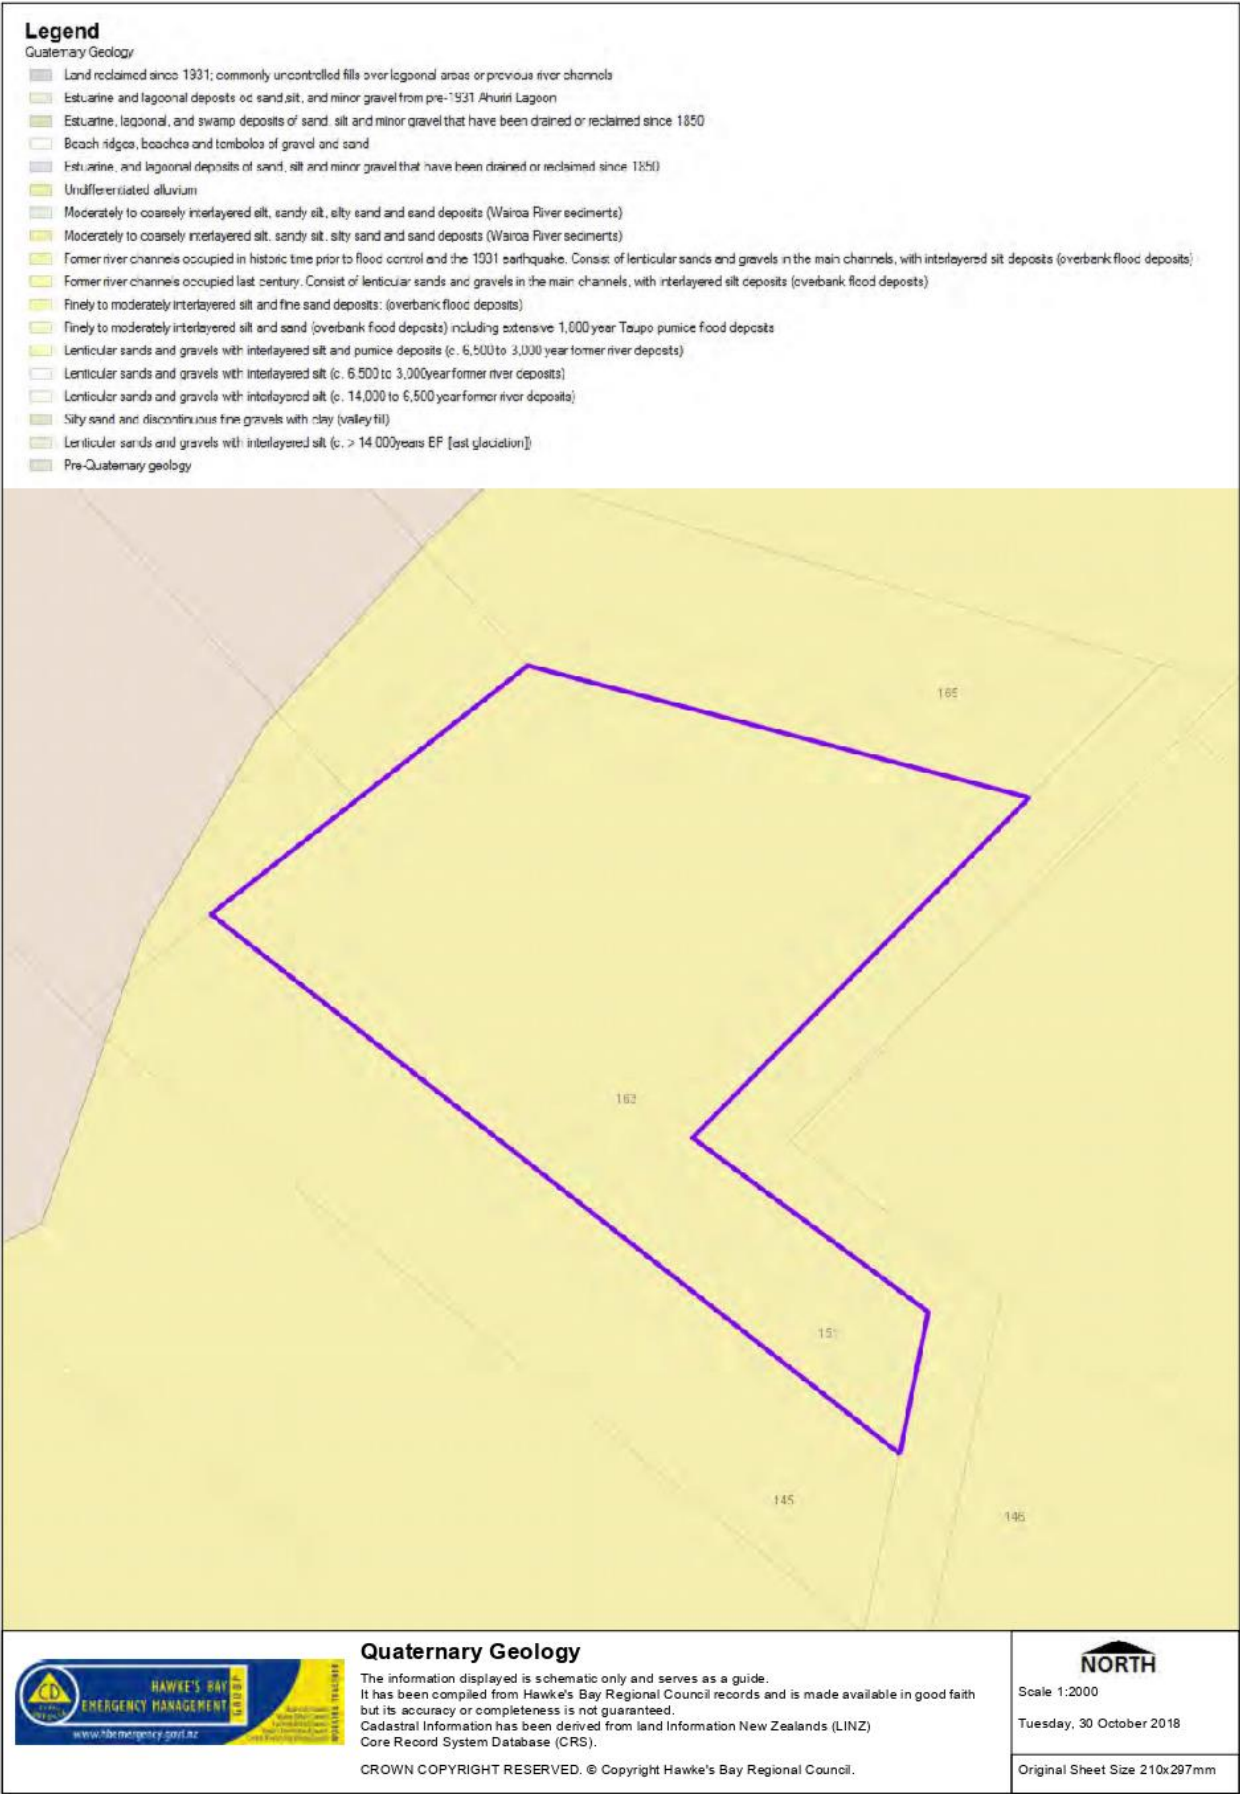 Legend
Quaternary Geology
Land reclaimed since 1931; commonly uncontrolled fills over lagoonal areas or previous river channels
Estuarine and lagoonal deposits od sand,silt, and minor gravel from pre-1931 Ahuriri Lagoon
Estuarine, lagoonal, and swamp deposits of sand, silt and minor gravel that have been drained or reclaimed since 1850
Beach ridges, beaches and tombolos of gravel and sand
Estuarine, and lagoonal deposits of sand, silt and minor gravel that have been drained or reclaimed since 1850
Undifferentiated alluvium
Moderately to coarsely interlayered silt, sandy silt, silty sand and sand deposits (Wairoa River sediments)
Moderately to coarsely interlayered silt, sandy silt, silty sand and sand deposits (Wairoa River sediments)
Former river channels occupied in historic time prior to flood control and the 1931 earthquake. Consist of lenticular sands and gravels in the main channels, with interlayered silt deposits (overbank flood deposits)
Former river channels occupied last century. Consist of lenticular sands and gravels in the main channels, with interlayered silt deposits (overbank flood deposits)
Finely to moderately interlayered silt and fine sand deposits: (overbank flood deposits)
Finely to moderately interlayered silt and sand (overbank flood deposits) including extensive 1,800 year Taupo pumice flood deposits
Lenticular sands and gravels with interlayered silt and pumice deposits (c. 6,500 to 3,000 year former river deposits)
Lenticular sands and gravels with interlayered silt (c. 6,500 to 3,000year former river deposits)
Lenticular sands and gravels with interlayered silt (c. 14,000 to 6,500 year former river deposits)
Silty sand and discontinuous fine gravels with clay (valley fill)
Lenticular sands and gravels with interlayered silt (c. > 14,000years BP [last glaciation])
Pre-Quaternary geology
165
163
151
145
146
CD
HAWKE'S BAY
EMERGENCY MANAGEMENT
GROUP
www.hbemergency.govt.nz
WORKING TOGETHER
Quaternary Geology
The information displayed is schematic only and serves as a guide.
It has been compiled from Hawke's Bay Regional Council records and is made available in good faith
but its accuracy or completeness is not guaranteed.
Cadastral Information has been derived from land Information New Zealands (LINZ)
Core Record System Database (CRS).
CROWN COPYRIGHT RESERVED. © Copyright Hawke's Bay Regional Council.
NORTH
Scale 1:2000
Tuesday, 30 October 2018
Original Sheet Size 210x297mm